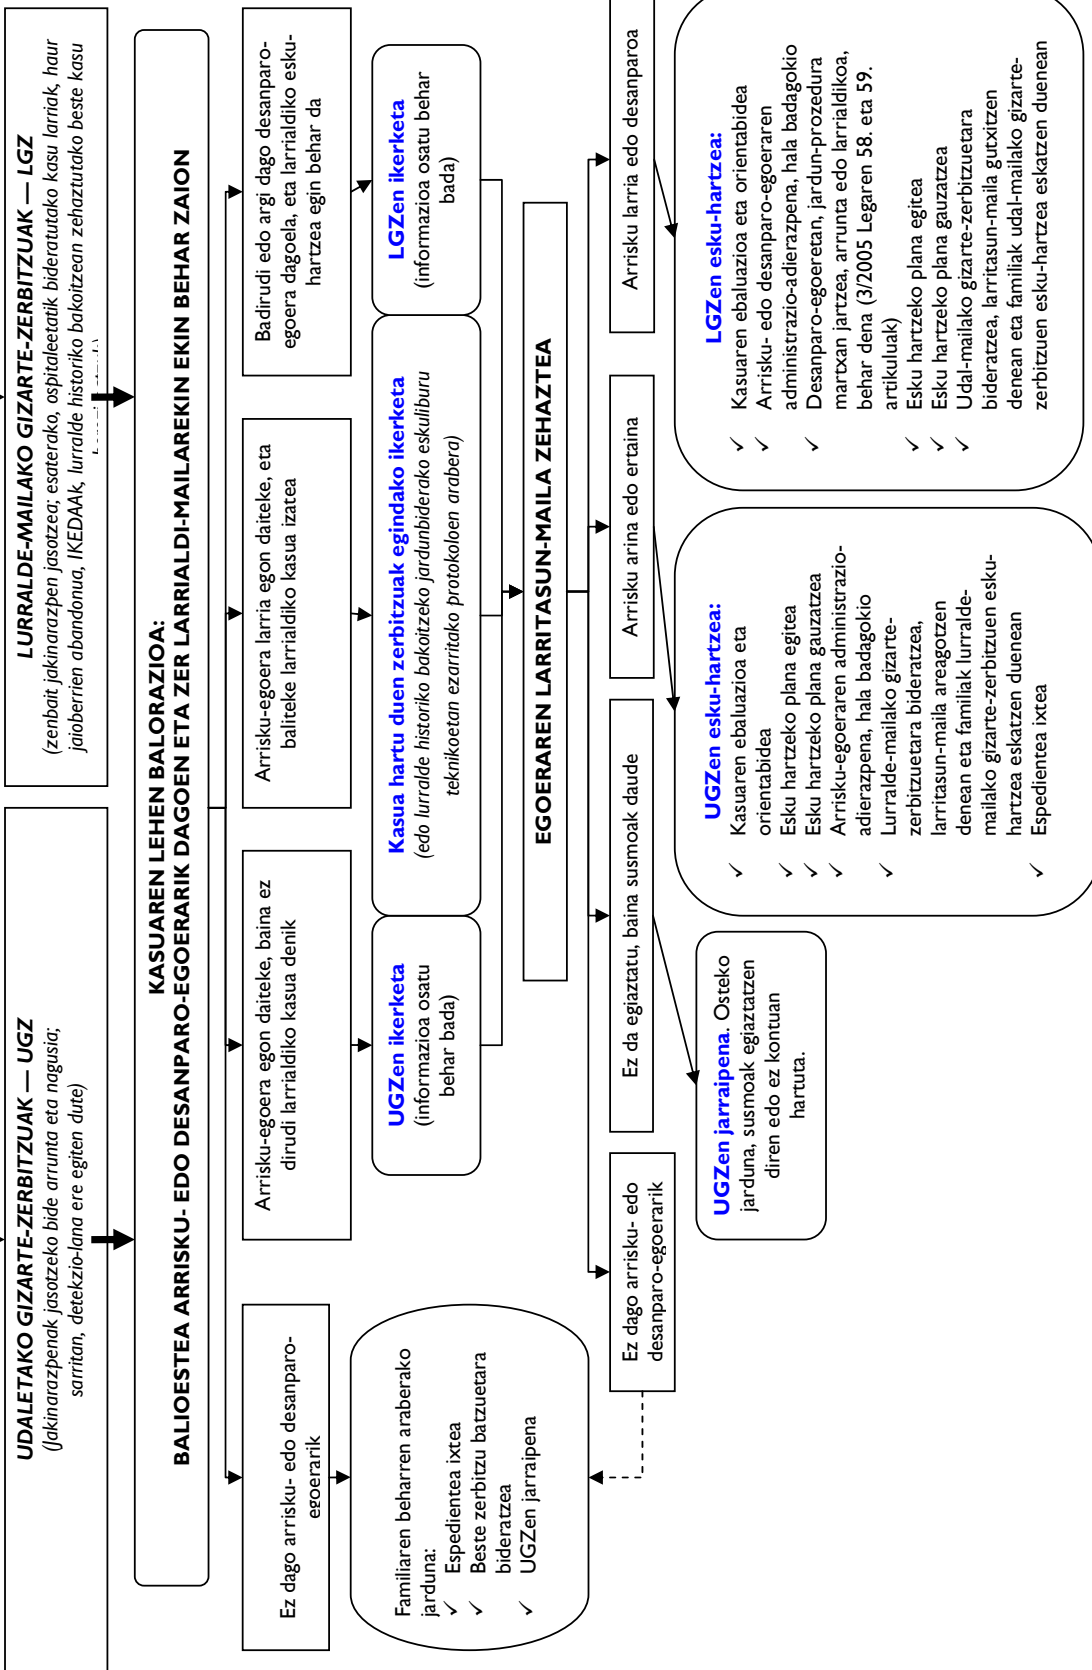 UDALETAKO GIZARTE-ZERBITZUAK — UGZ
(Jakinarazpenak jasotzeko bide arrunta eta nagusia;
sarritan, detekzio-lana ere egiten dute)
LURRALDE-MAILAKO GIZARTE-ZERBITZUAK — LGZ
(zenbait jakinarazpen jasotzea; esaterako, ospitaleetatik bideratutako kasu larriak, haur
jaioberrien abandonua, IKEDAAk, lurralde historiko bakoitzean zehaztutako beste kasu
KASUAREN LEHEN BALORAZIOA:
BALIOESTEA ARRISKU- EDO DESANPARO-EGOERARIK DAGOEN ETA ZER LARRIALDI-MAILAREKIN EKIN BEHAR ZAION
Ez dago arrisku- edo desanparo-
egoerarik
Arrisku-egoera egon daiteke, baina ez
dirudi larrialdiko kasua denik
Arrisku-egoera larria egon daiteke, eta
baliteke larrialdiko kasua izatea
Badirudi edo argi dago desanparo-
egoera dagoela, eta larrialdiko esku-
hartzea egin behar da
Familiaren beharren araberako
jarduna:
✓ Espedientea ixtea
✓ Beste zerbitzu batzuetara
bideratzea
✓ UGZen jarraipena
UGZen ikerketa
(informazioa osatu
behar bada)
Kasua hartu duen zerbitzuak egindako ikerketa
(edo lurralde historiko bakoitzeko jardunbiderako eskuliburu
teknikoetan ezarritako protokoloen arabera)
LGZen ikerketa
(informazioa osatu behar
bada)
EGOERAREN LARRITASUN-MAILA ZEHAZTEA
Ez dago arrisku- edo
desanparo-egoerarik
Ez da egiaztatu, baina susmoak daude
Arrisku arina edo ertaina
Arrisku larria edo desanparoa
UGZen jarraipena. Osteko
jarduna, susmoak egiaztatzen
diren edo ez kontuan
hartuta.
UGZen esku-hartzea:
✓ Kasuaren ebaluazioa eta
orientabidea
✓ Esku hartzeko plana egitea
✓ Esku hartzeko plana gauzatzea
✓ Arrisku-egoeraren administrazio-
adierazpena, hala badagokio
✓ Lurralde-mailako gizarte-
zerbitzuetara bideratzea,
larritasun-maila areagotzen
denean eta familiak lurralde-
mailako gizarte-zerbitzuen esku-
hartzea eskatzen duenean
✓ Espedientea ixtea
LGZen esku-hartzea:
✓ Kasuaren ebaluazioa eta orientabidea
✓ Arrisku- edo desanparo-egoeraren
administrazio-adierazpena, hala badagokio
✓ Desanparo-egoeretan, jardun-prozedura
martxan jartzea, arrunta edo larrialdikoa,
behar dena (3/2005 Legaren 58. eta 59.
artikuluak)
✓ Esku hartzeko plana egitea
✓ Esku hartzeko plana gauzatzea
✓ Udal-mailako gizarte-zerbitzuetara
bideratzea, larritasun-maila gutxitzen
denean eta familiak udal-mailako gizarte-
zerbitzuen esku-hartzea eskatzen duenean